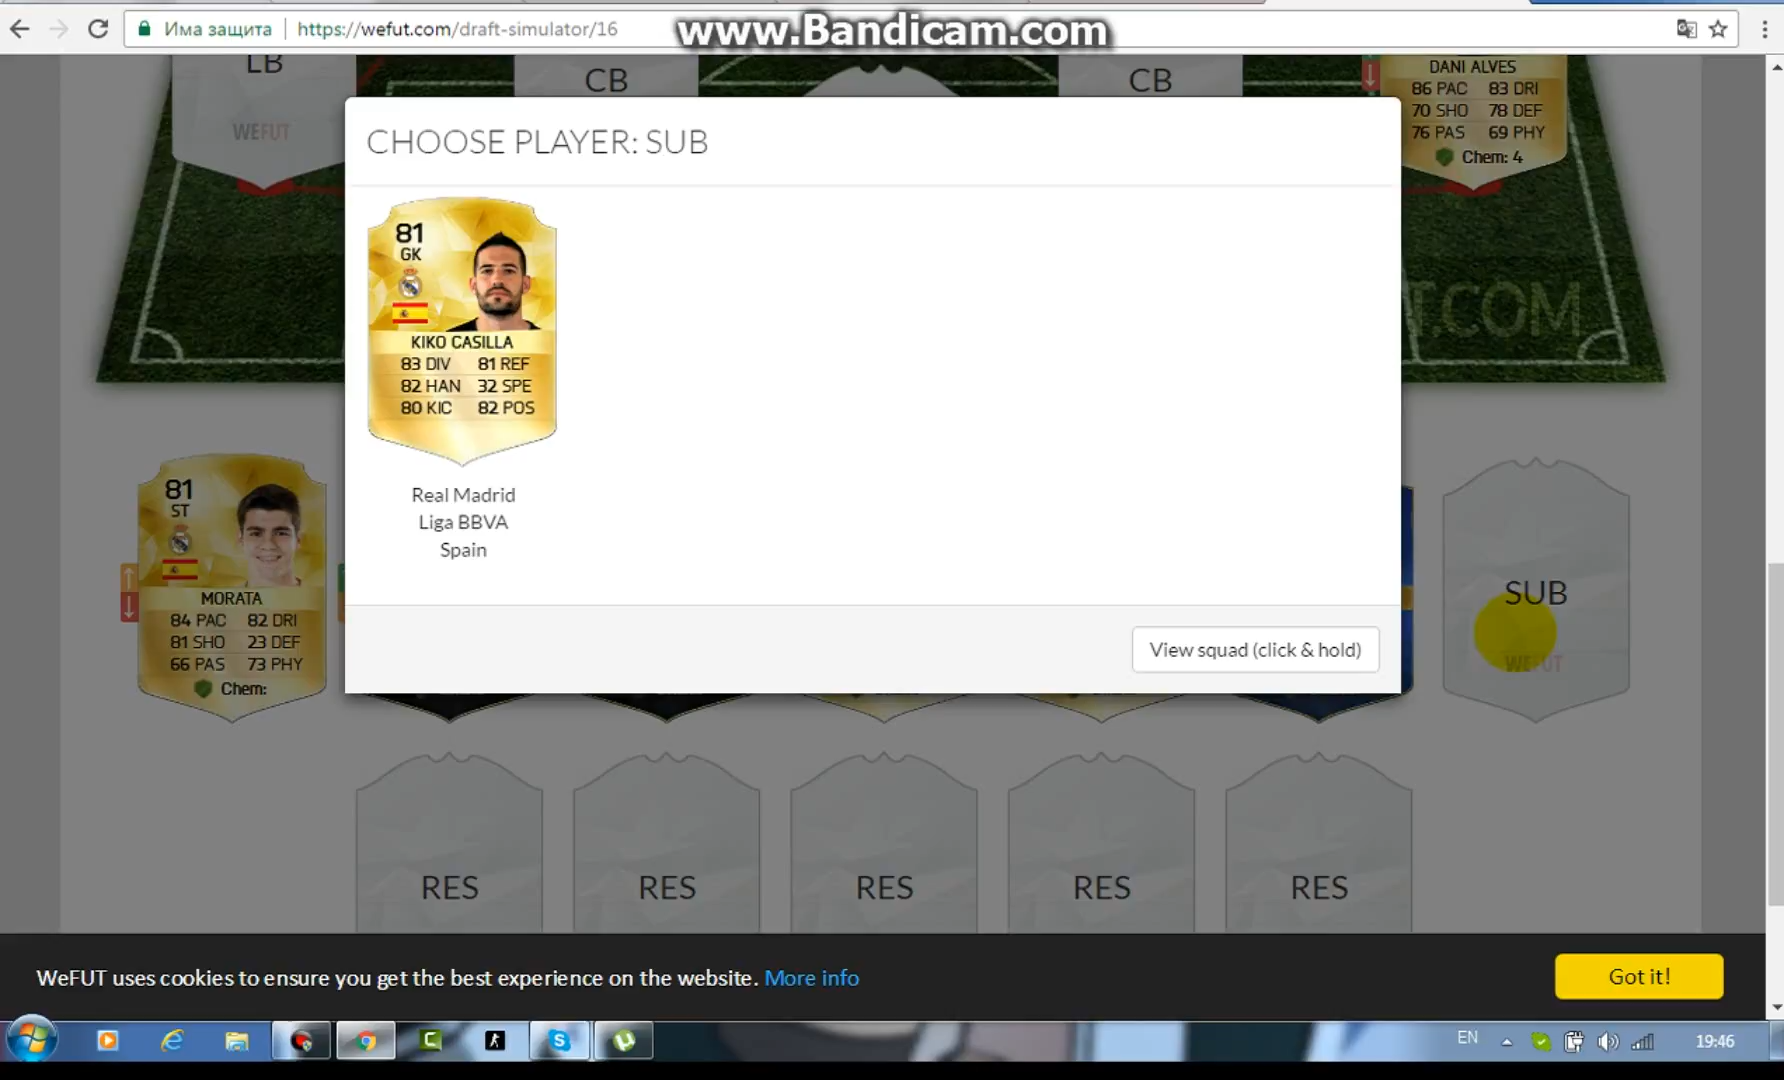 Има защита
https://wefut.com/draft-simulator/16
www.Bandicam.com
LB
WEFUT
CB
CB
DANI ALVES
86 PAC 83 DRI
70 SHO 78 DEF
76 PAS 69 PHY
Chem: 4
CHOOSE PLAYER: SUB
81
GK
KIKO CASILLA
83 DIV 81 REF
82 HAN 32 SPE
80 KIC 82 POS
Real Madrid
Liga BBVA
Spain
T.COM
View squad (click & hold)
81
ST
MORATA
84 PAC 82 DRI
81 SHO 23 DEF
66 PAS 73 PHY
Chem:
SUB
WEFUT
RES
RES
RES
RES
RES
WeFUT uses cookies to ensure you get the best experience on the website. More info
Got it!
EN
19:46